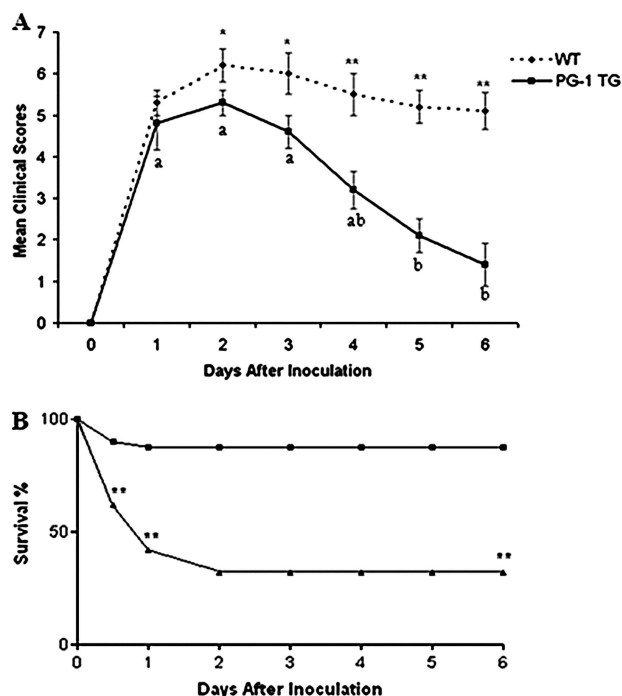 A
Mean Clinical Scores
7
6
5
4
3
2
1
0
* * ** ** **
a a a ab b b
0 1 2 3 4 5 6
Days After Inoculation
WT
PG-1 TG
B
Survival %
100
50
0
** ** **
0 1 2 3 4 5 6
Days After Inoculation